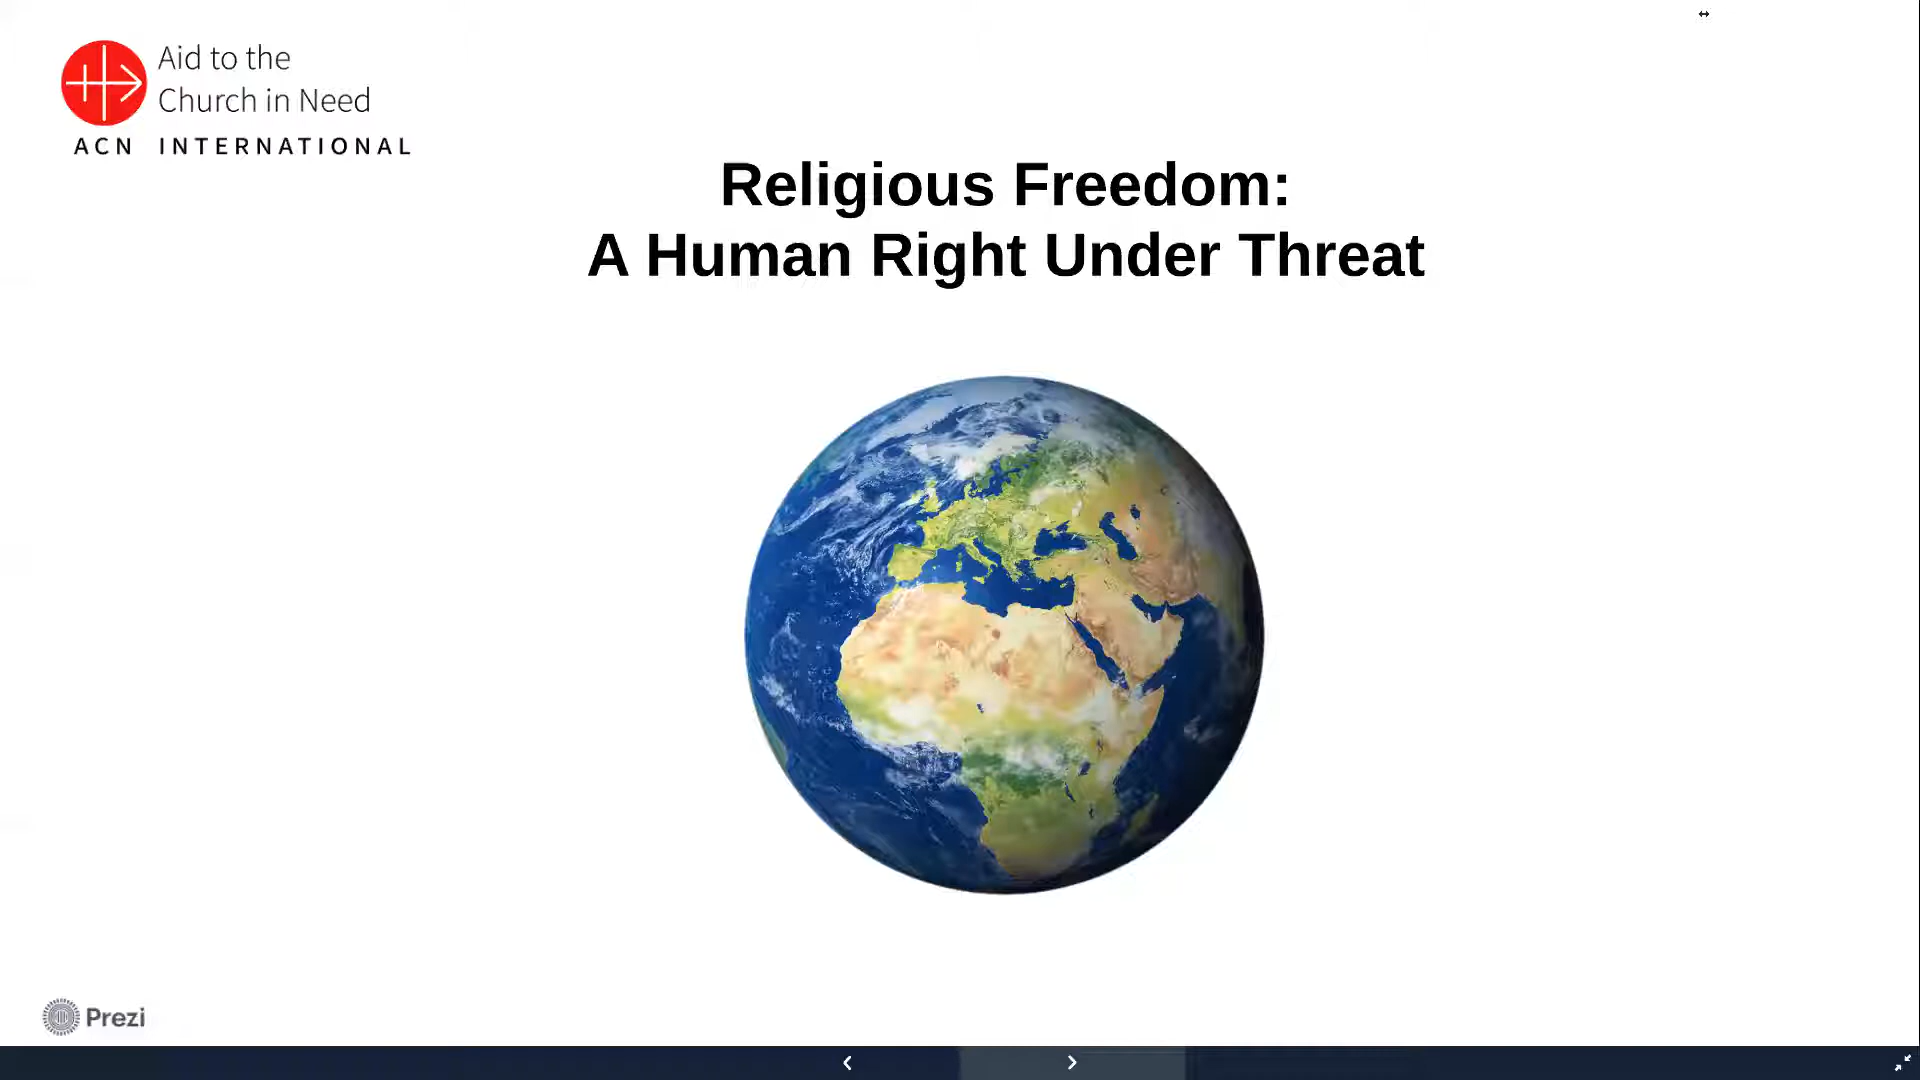 Aid to the
Church in Need
ACN INTERNATIONAL
Religious Freedom:
A Human Right Under Threat
Prezi